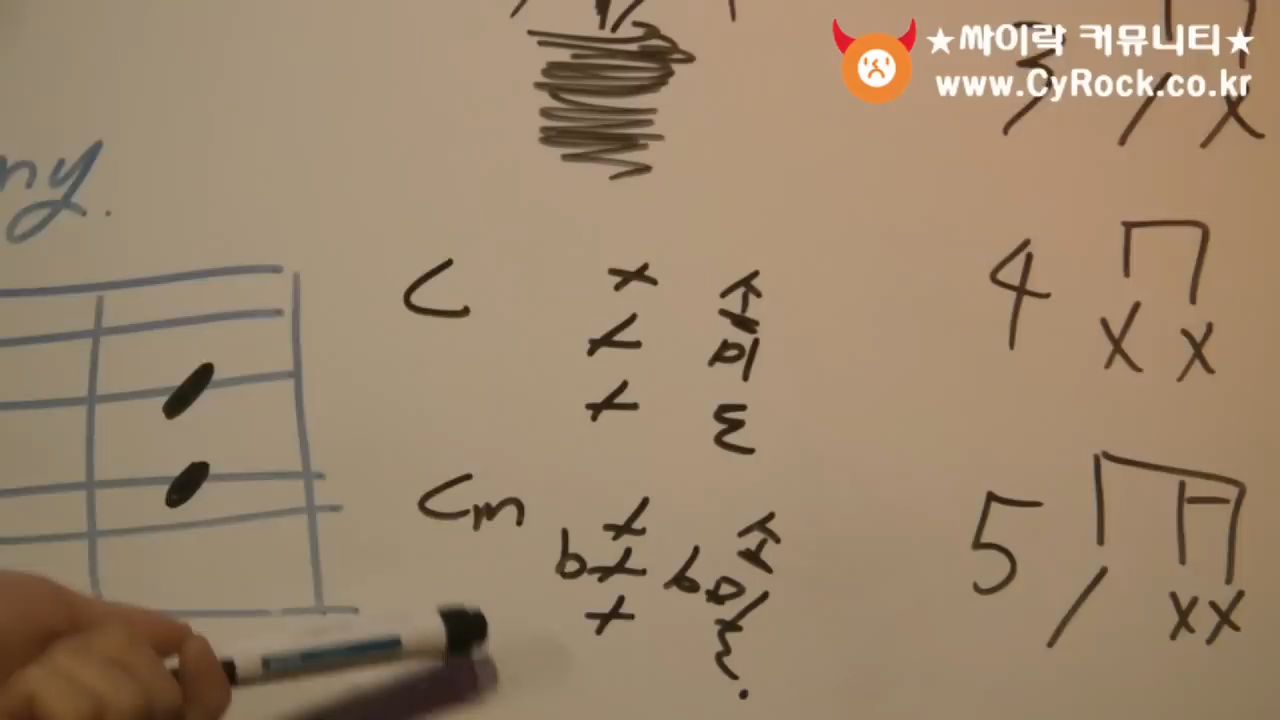 ★싸이락 커뮤니티★
www.CyRock.co.kr
ny.
3 / x
C
x 솔
x 미
x 도
4 x x
Cm
x 솔
b x b미
x 도.
5 / x x